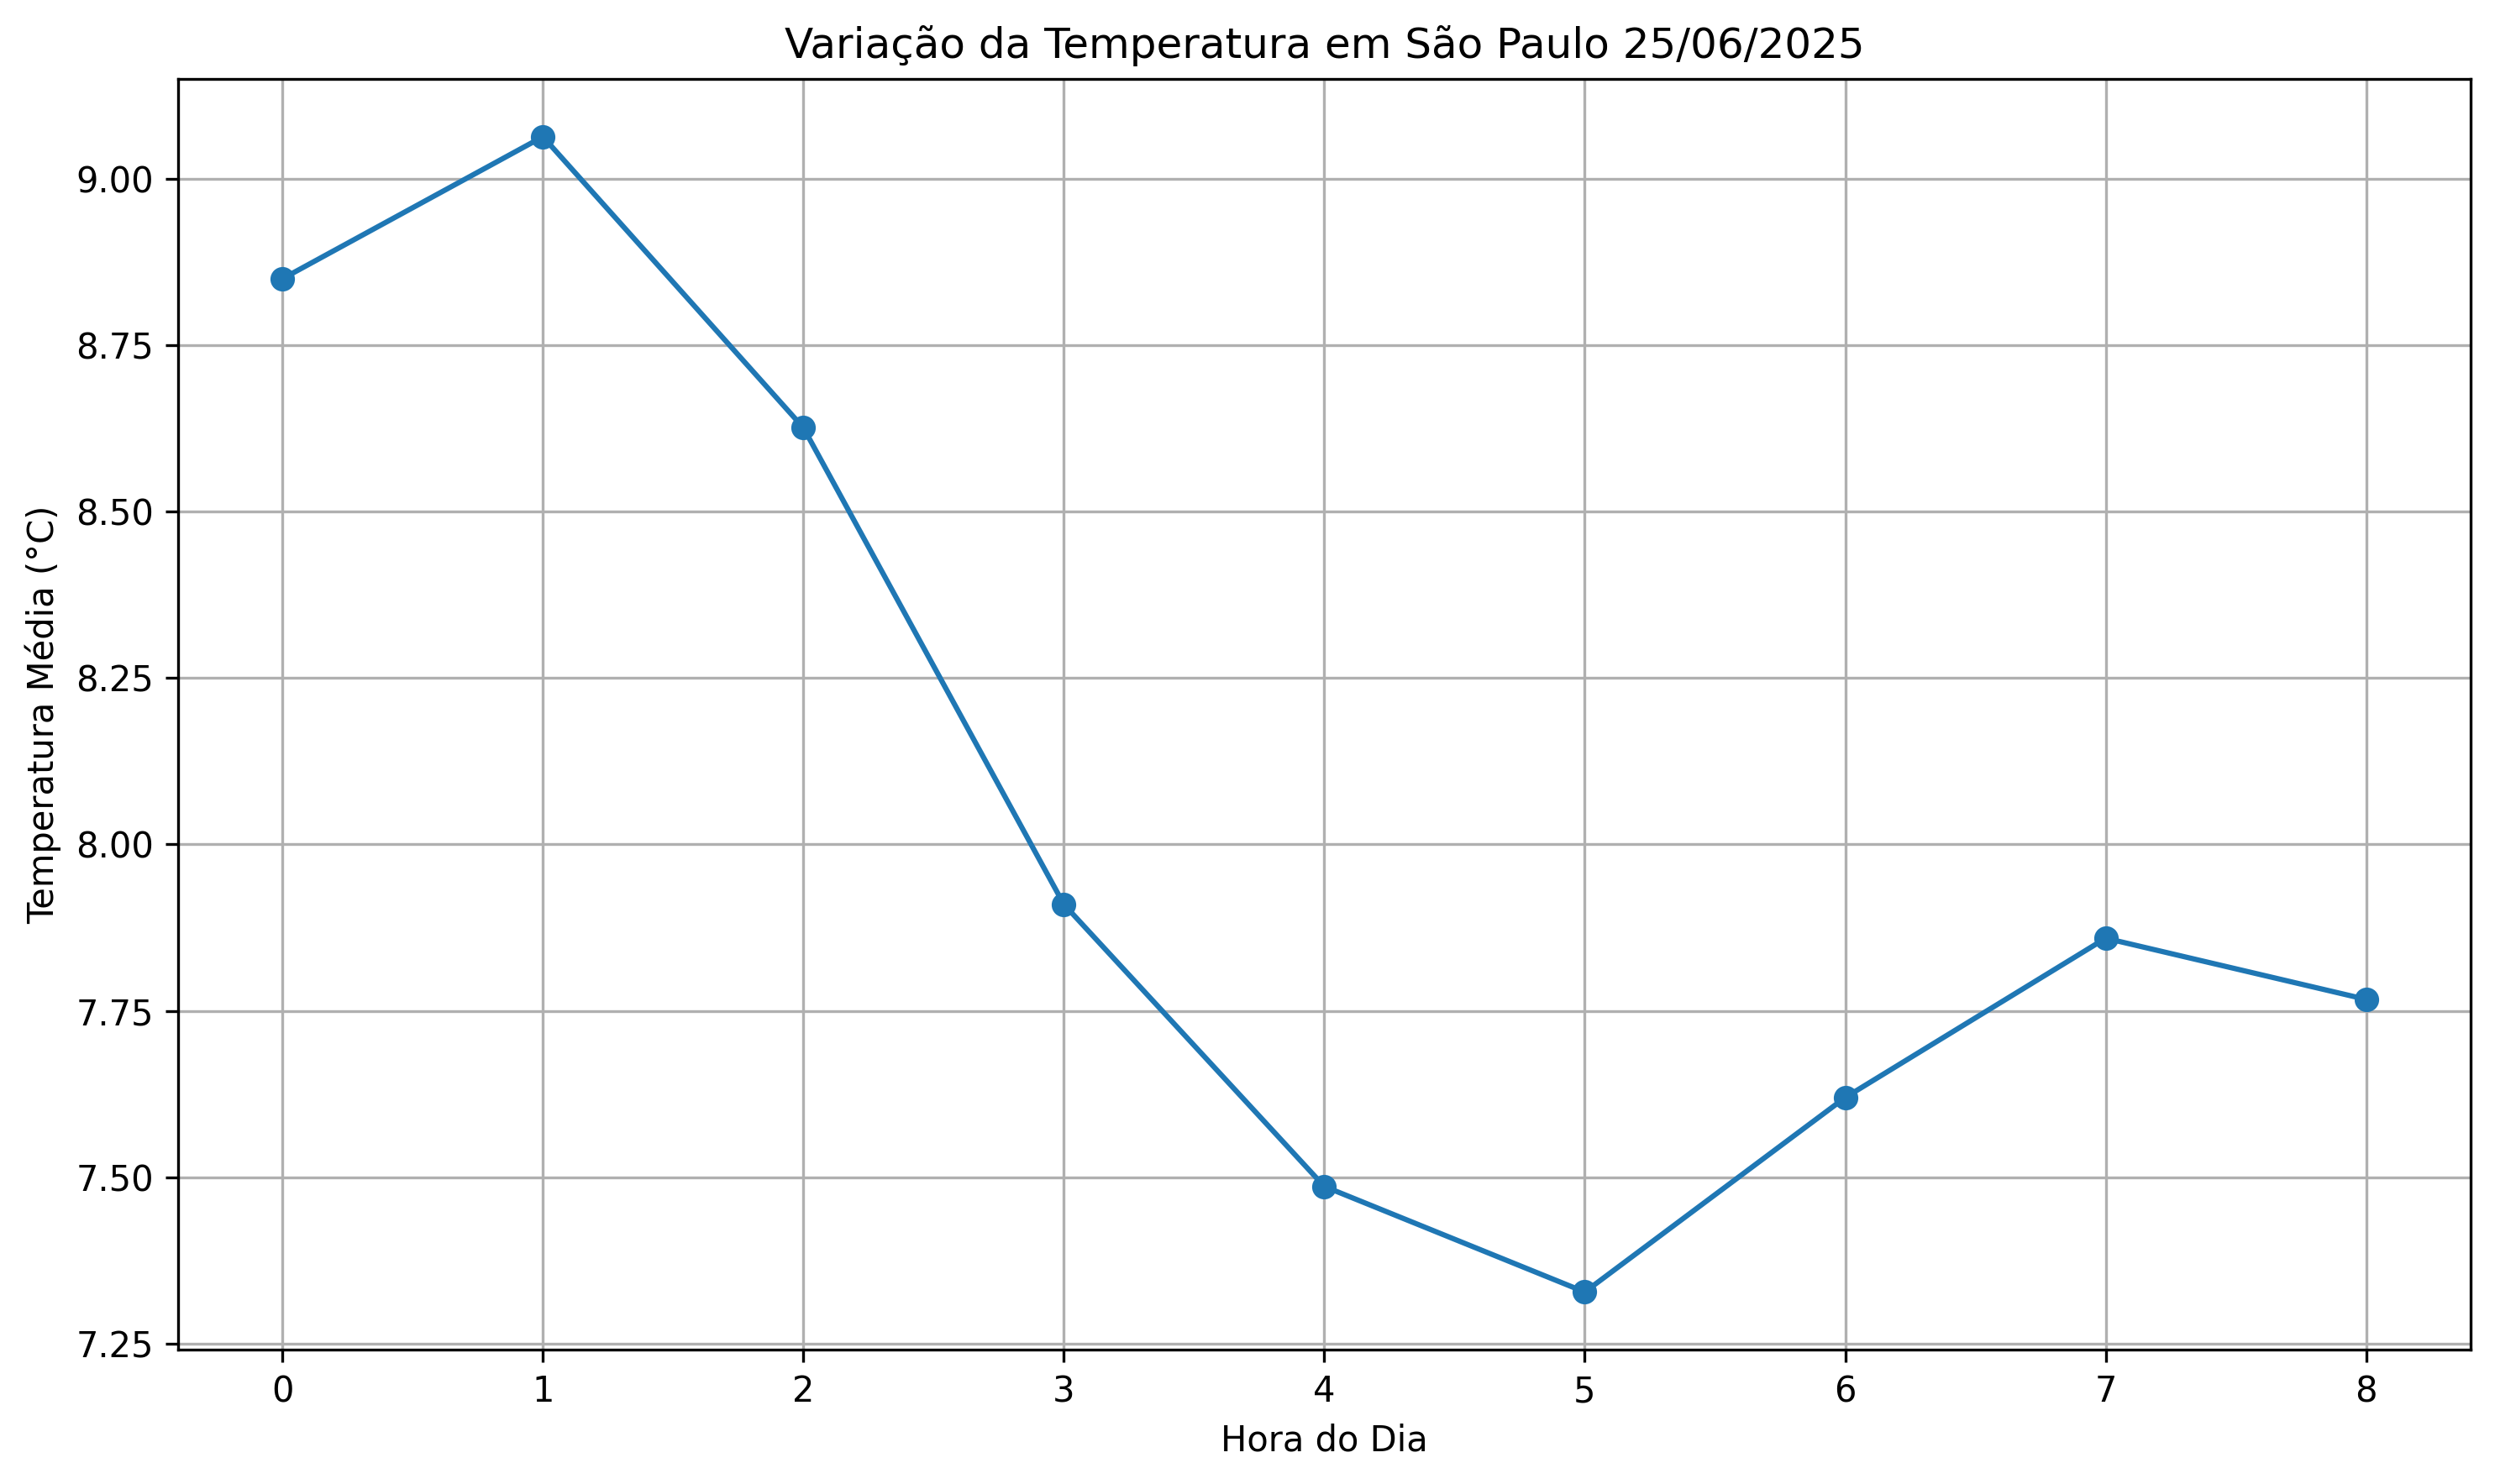 Variação da Temperatura em São Paulo 25/06/2025
Temperatura Média (°C)
9.00
8.75
8.50
8.25
8.00
7.75
7.50
7.25
0 1 2 3 4 5 6 7 8
Hora do Dia